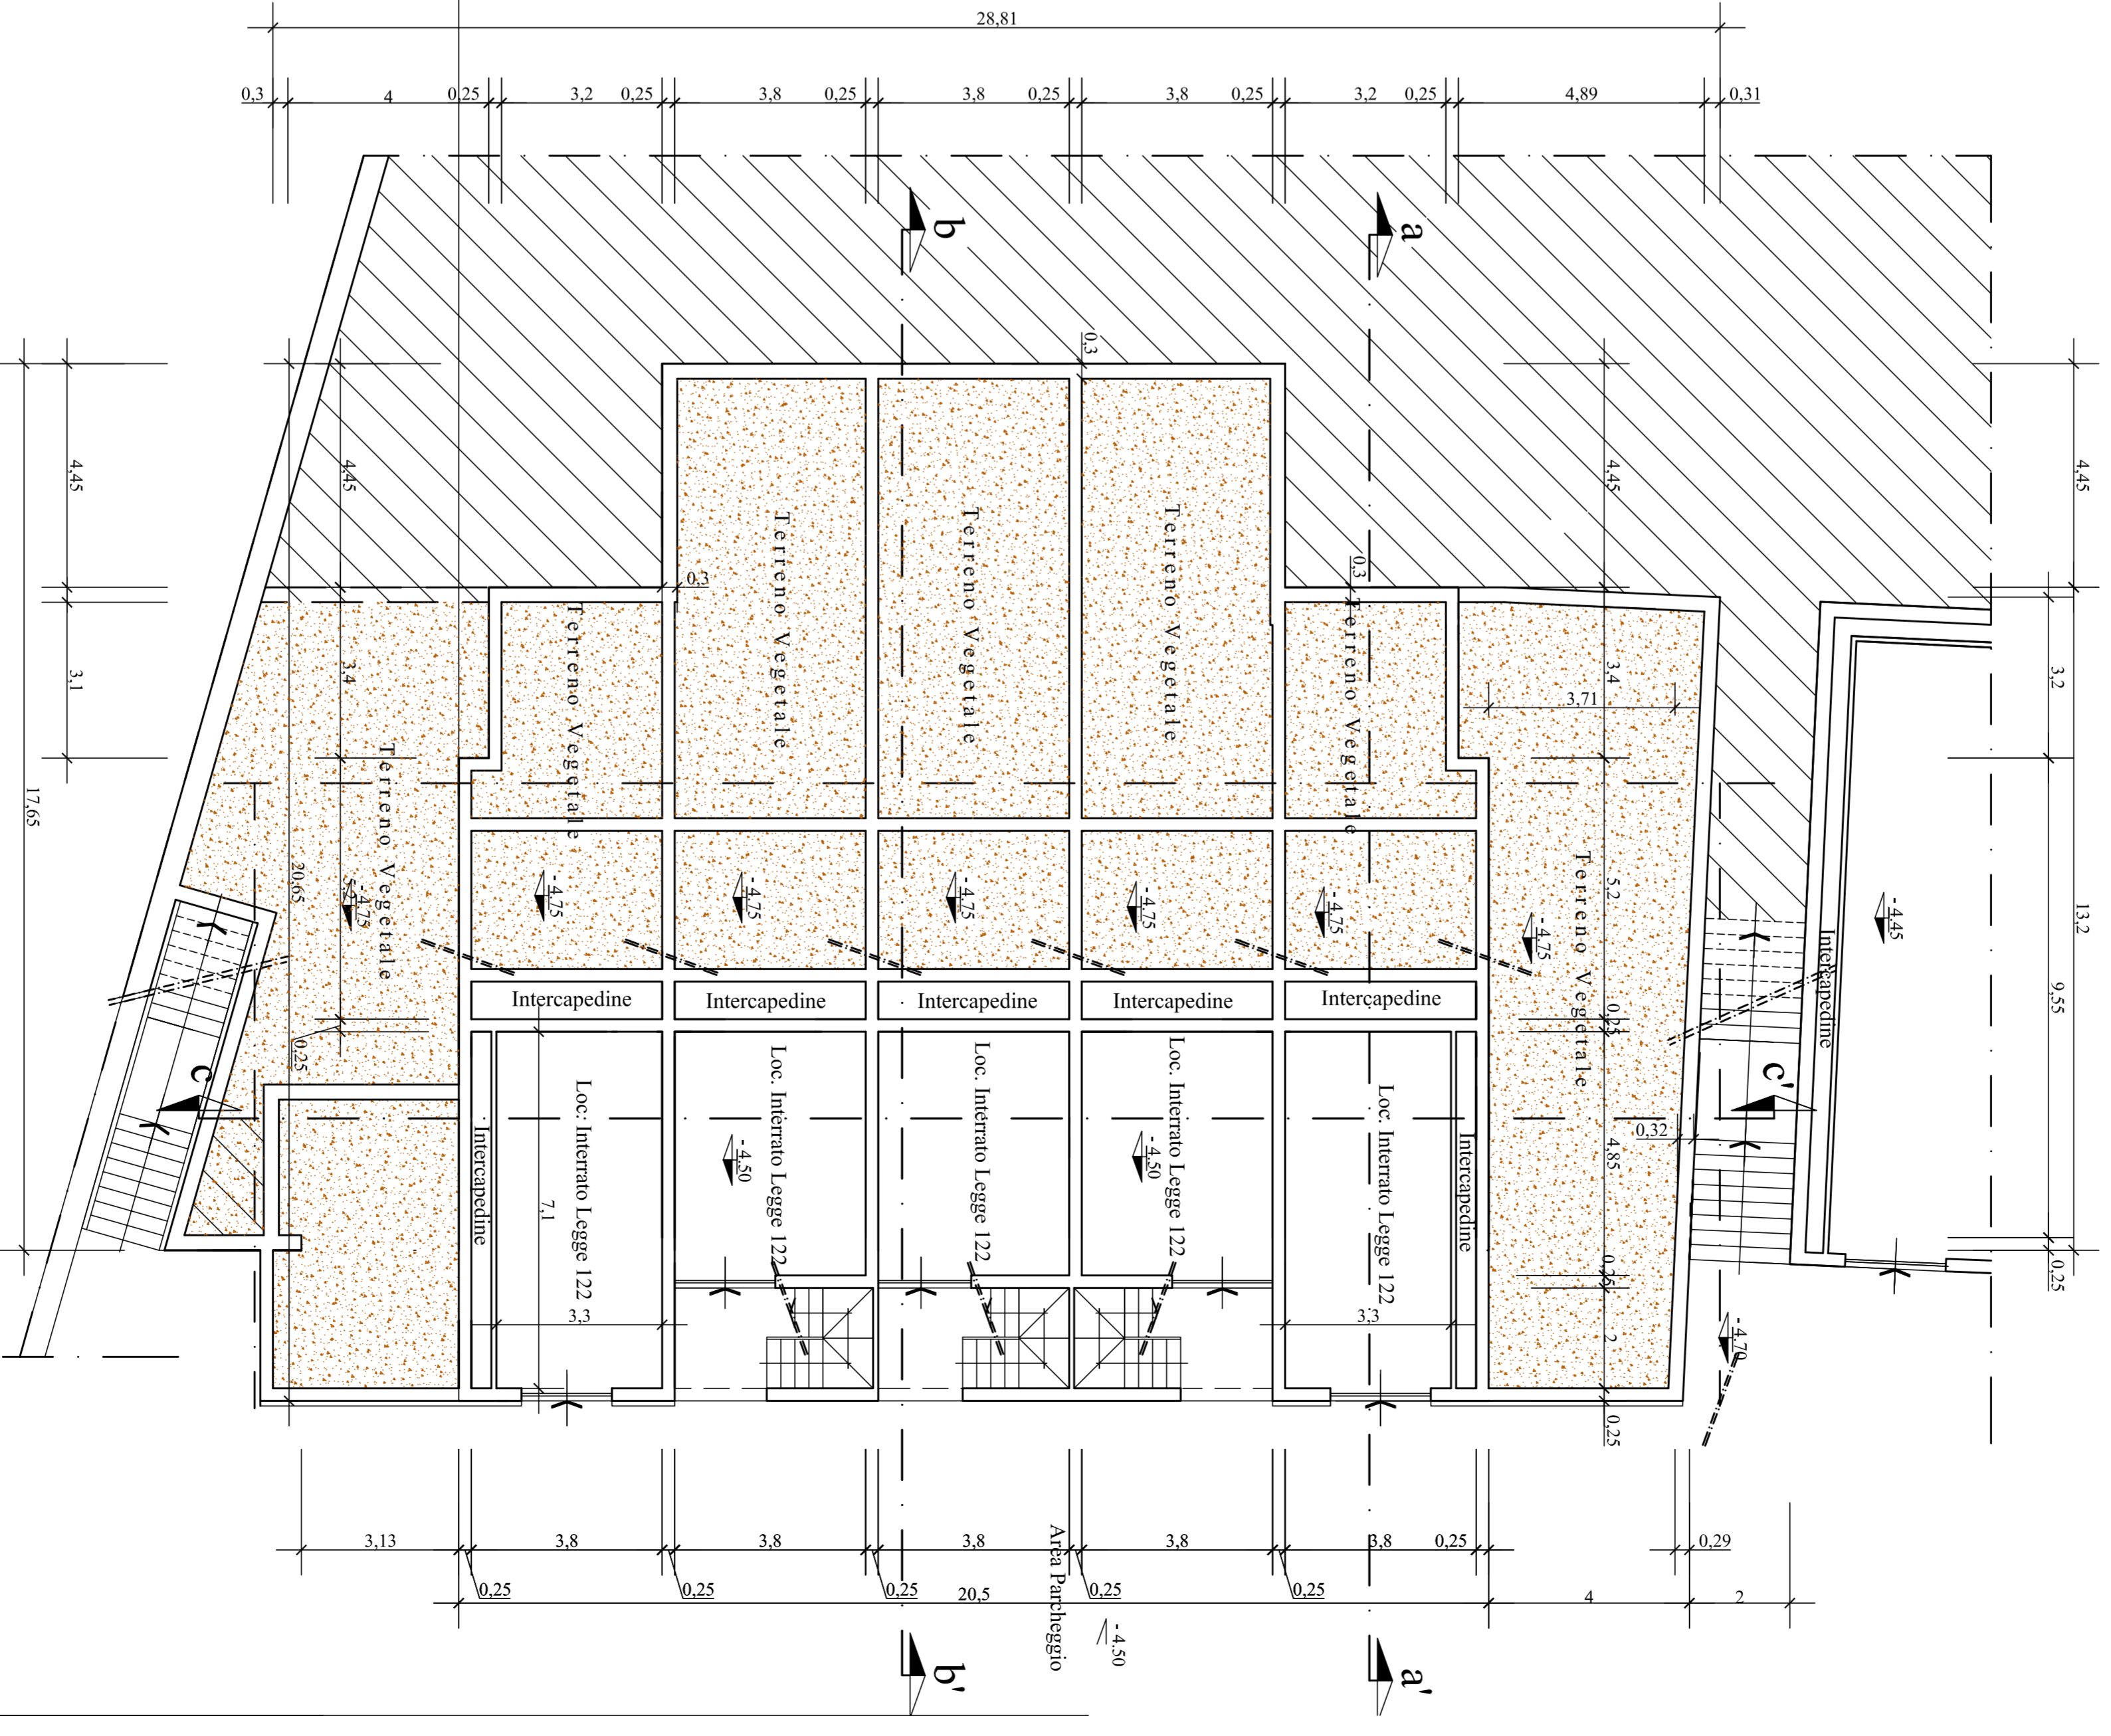 28,81
0,3
4
0,25
3,2
0,25
3,8
0,25
3,8
0,25
3,8
0,25
3,2
0,25
4,89
0,31
b
a
0,3
4,45
4,45
4,45
4,45
0,3
0,3
3,1
3,4
3,4
3,2
3,71
Terreno Vegetale
Terreno Vegetale
Terreno Vegetale
Terreno Vegetale
Terreno Vegetale
Terreno Vegetale
Terreno Vegetale
17,65
20,65
5,2
5,2
13,2
- 4.75
- 4.75
- 4.75
- 4.75
- 4.75
- 4.75
- 4.75
- 4.45
Intercapedine
Intercapedine
Intercapedine
Intercapedine
Intercapedine
Intercapedine
9,55
0,25
0,25
c
c'
0,32
4,85
Intercapedine
Loc. Interrato Legge 122
Loc. Interrato Legge 122
Loc. Interrato Legge 122
Loc. Interrato Legge 122
Loc. Interrato Legge 122
Intercapedine
- 4.50
- 4.50
7,1
3,3
3,3
0,25
0,25
2
- 4.70
0,25
3,13
3,8
3,8
3,8
3,8
3,8
0,25
0,29
0,25
0,25
0,25
0,25
0,25
20,5
4
2
Area Parcheggio
- 4.50
b'
a'